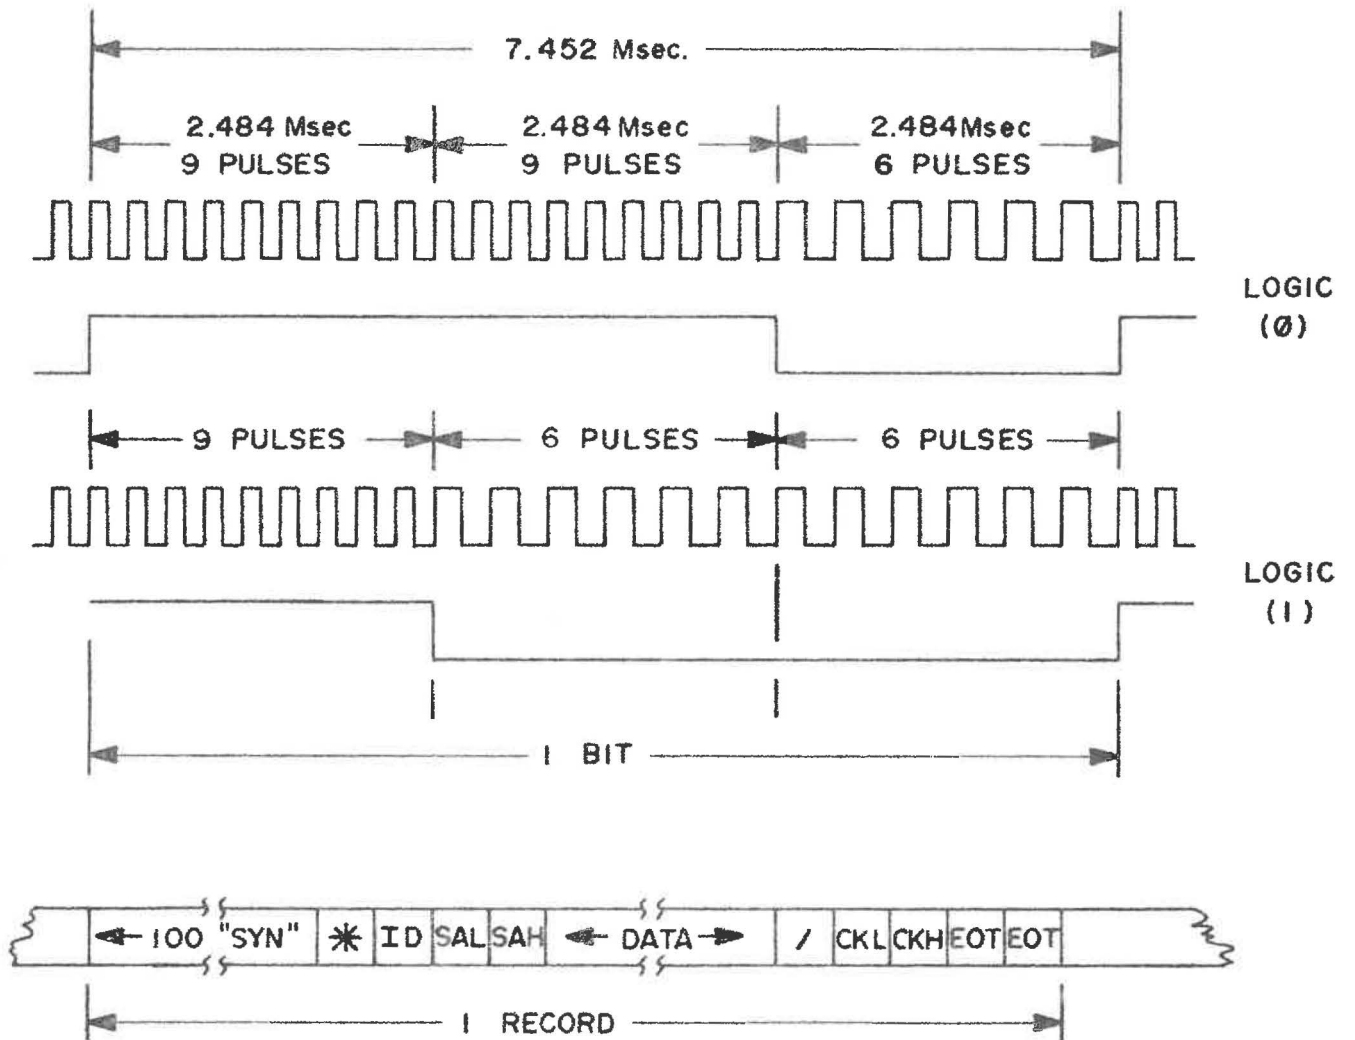 7.452 Msec.
2.484 Msec 2.484 Msec 2.484 Msec
9 PULSES 9 PULSES 6 PULSES
LOGIC
(Ø)
9 PULSES 6 PULSES 6 PULSES
LOGIC
(1)
1 BIT
100 "SYN" * ID SAL SAH DATA / CKL CKH EOT EOT
1 RECORD